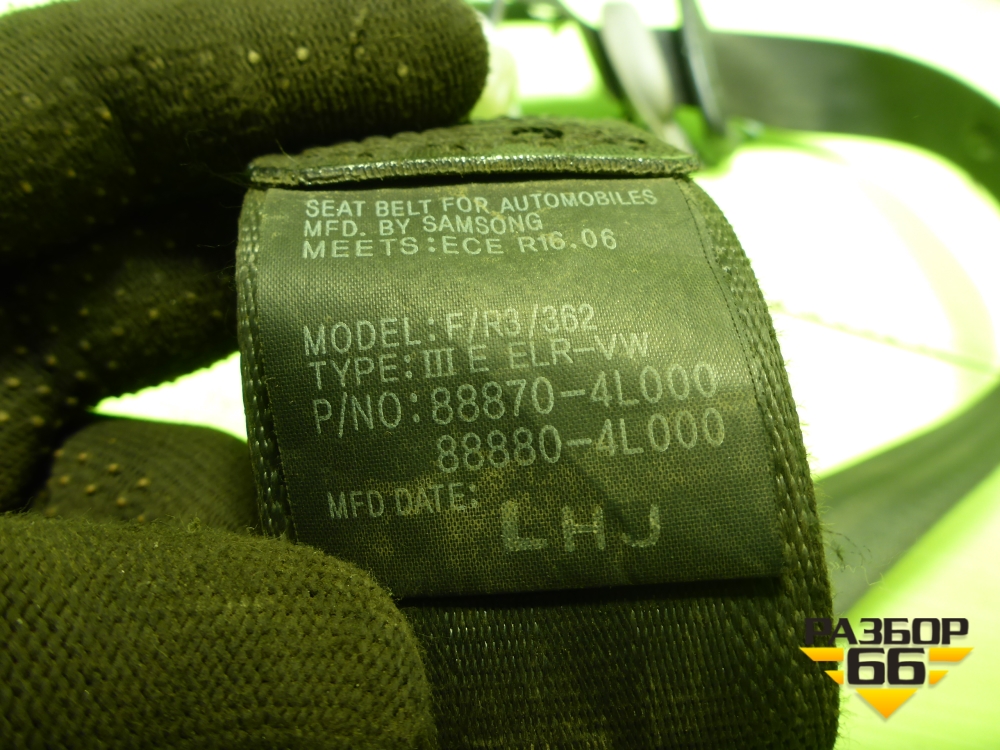 SEAT BELT FOR AUTOMOBILES
MFD. BY SAMSONG
MEETS:ECE R16.06
MODEL:F/R3/362
TYPE:III E ELR-VW
P/NO:88870-4L000
88880-4L000
MFD DATE:
LHJ
РАЗБОР
66